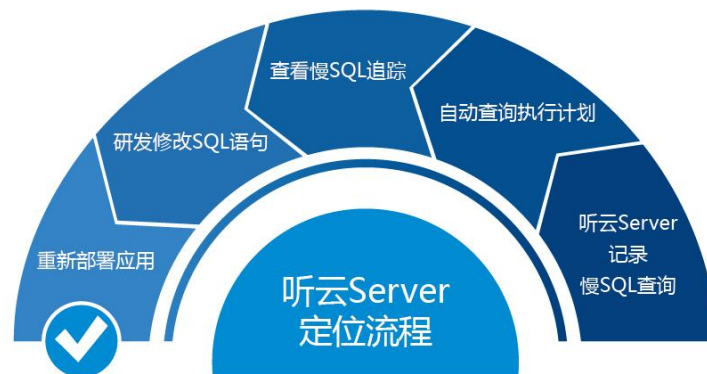 查看慢SQL追踪
自动查询执行计划
研发修改SQL语句
听云Server
记录
慢SQL查询
重新部署应用
听云Server
定位流程